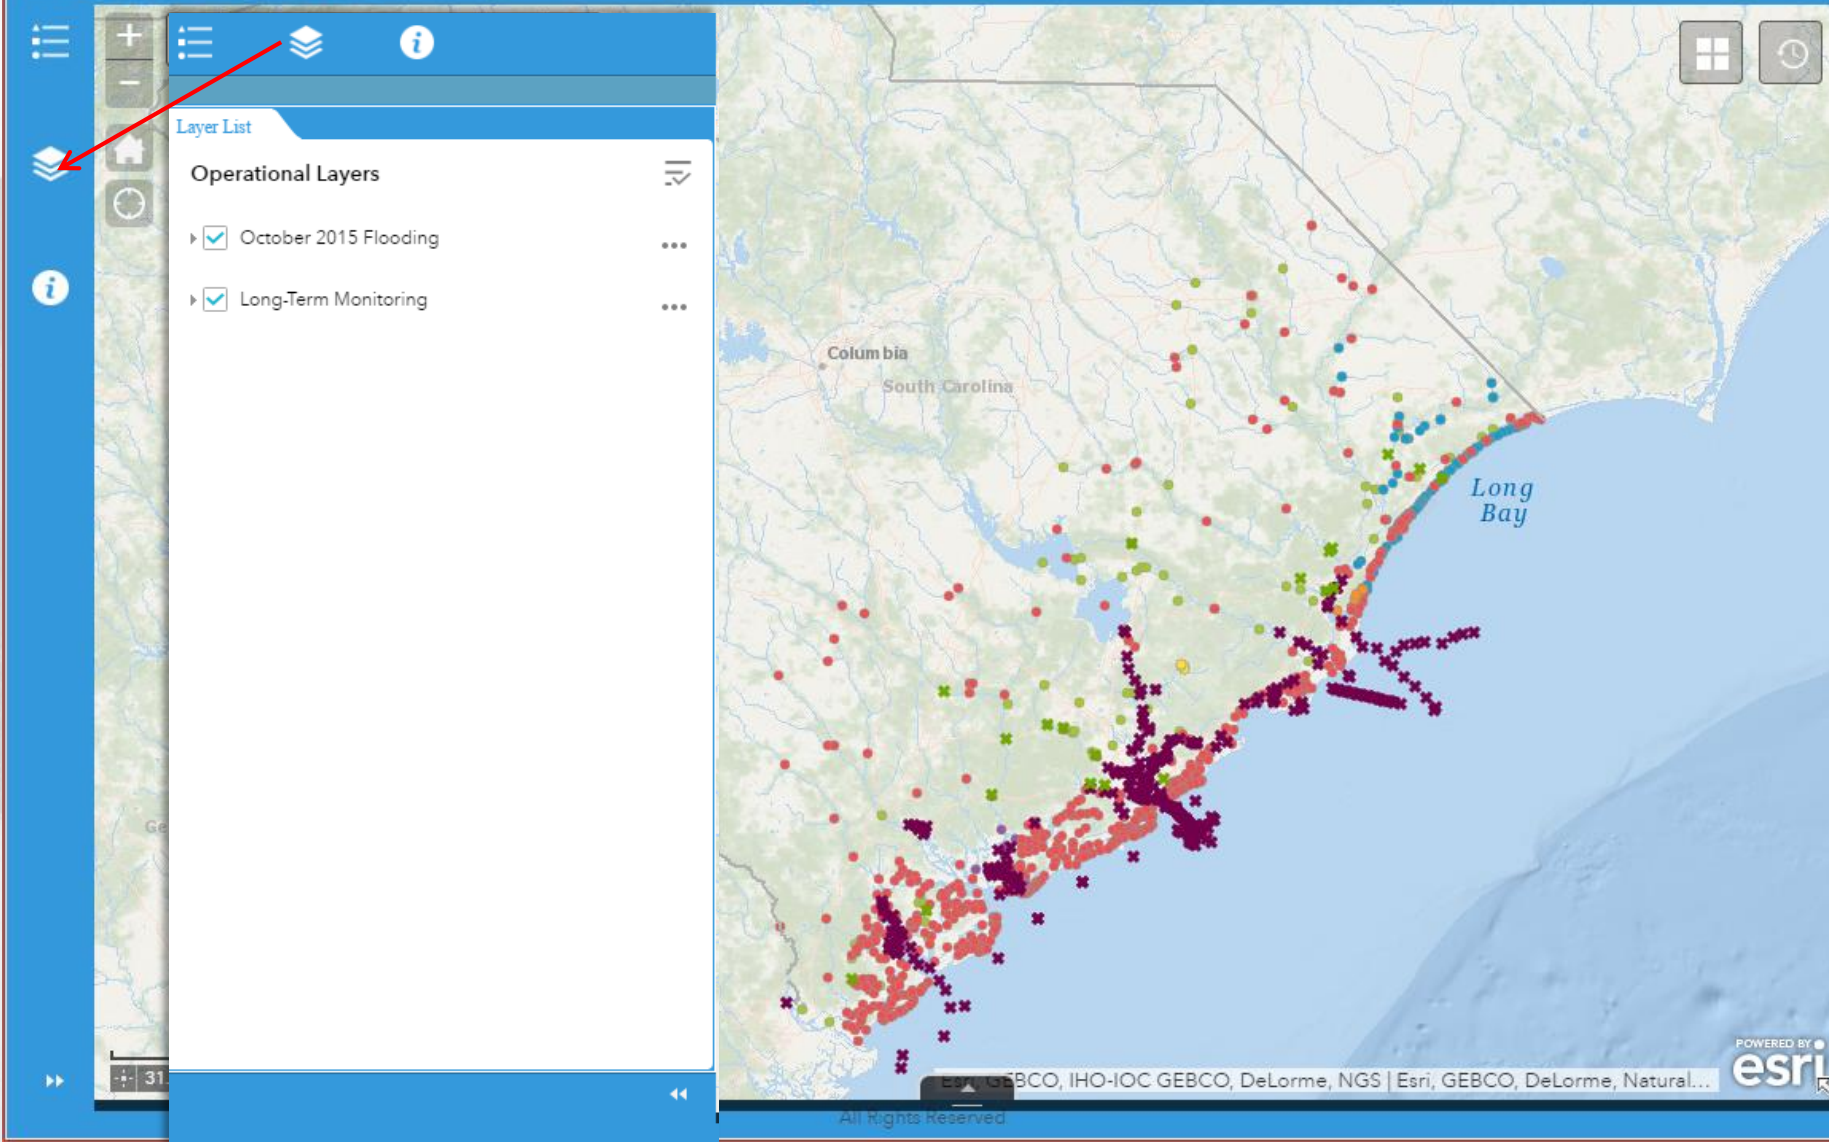 Layer List
Operational Layers
October 2015 Flooding
Long-Term Monitoring
Columbia
South Carolina
Long
Bay
Ge
31
POWERED BY
esri
Esri, GEBCO, IHO-IOC GEBCO, DeLorme, NGS | Esri, GEBCO, DeLorme, Natural...
All Rights Reserved